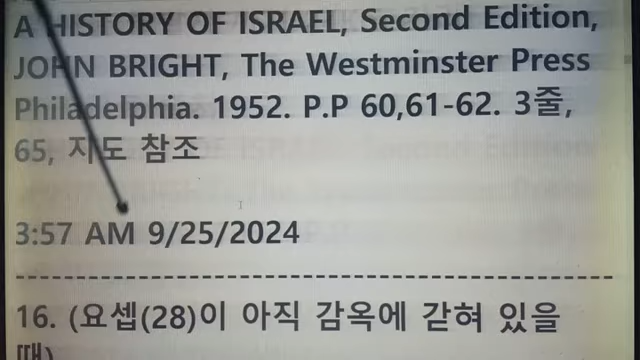 A HISTORY OF ISRAEL, Second Edition,
JOHN BRIGHT, The Westminster Press
Philadelphia. 1952. P.P 60,61-62. 3줄,
65, 지도 참조
3:57 AM 9/25/2024
16. (요셉(28)이 아직 감옥에 갇혀 있을
때)